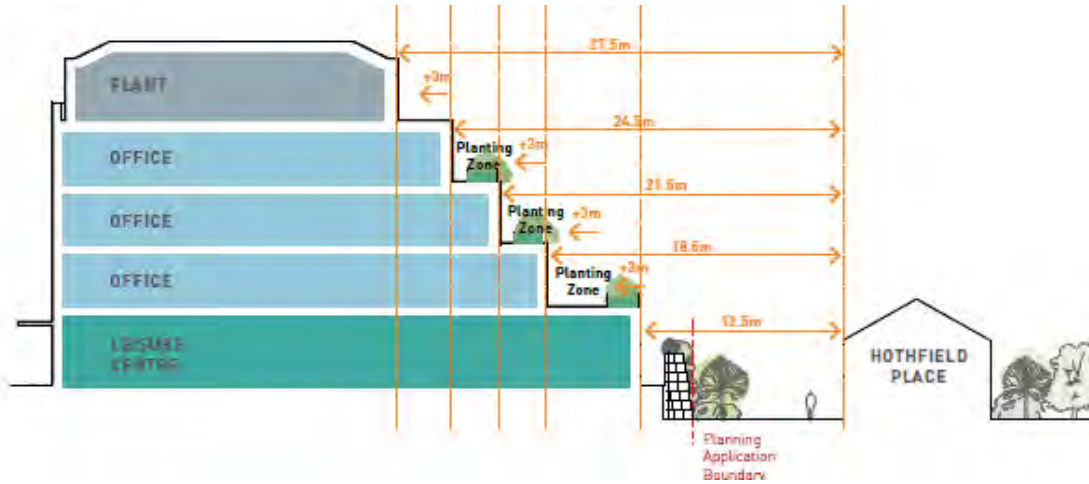 27.5m
PLANT
+3m
24.5m
OFFICE
Planting
Zone
+3m
21.5m
OFFICE
Planting
Zone
+3m
18.5m
OFFICE
Planting
Zone
+3m
12.5m
LEISURE
CENTRE
HOTHFIELD
PLACE
Planning
Application
Boundary